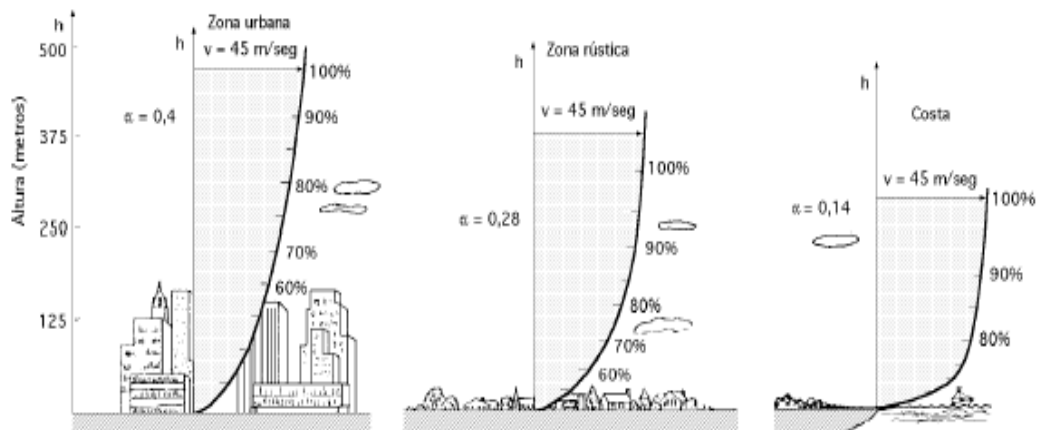 Altura (metros)
h
500
375
250
125
Zona urbana
h
v = 45 m/seg
α = 0,4
100%
90%
80%
70%
60%
Zona rústica
h
v = 45 m/seg
α = 0,28
100%
90%
80%
70%
60%
h
Costa
v = 45 m/seg
α = 0,14
100%
90%
80%